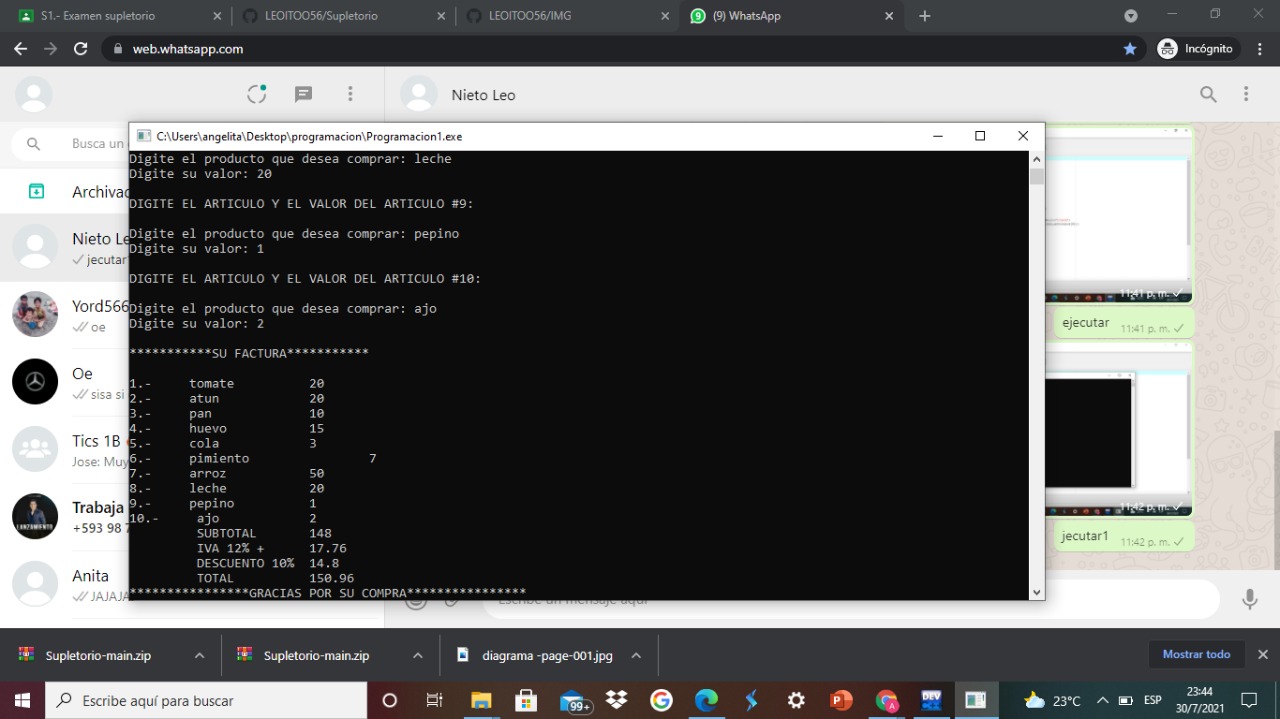 S1.- Examen supletorio
LEOITOO56/Supletorio
LEOITOO56/IMG
(9) WhatsApp
web.whatsapp.com
Incógnito
Nieto Leo
Busca un
Archivad
Nieto Le
jecutar1
Yord566
oe
Oe
sisa si
Tics 1B
Jose: Muy
Trabaja
+593 98 7
Anita
JAJAJA
C:\Users\angelita\Desktop\programacion\Programacion1.exe
Digite el producto que desea comprar: leche
Digite su valor: 20
DIGITE EL ARTICULO Y EL VALOR DEL ARTICULO #9:
Digite el producto que desea comprar: pepino
Digite su valor: 1
DIGITE EL ARTICULO Y EL VALOR DEL ARTICULO #10:
Digite el producto que desea comprar: ajo
Digite su valor: 2
***********SU FACTURA***********
1.- tomate 20
2.- atun 20
3.- pan 10
4.- huevo 15
5.- cola 3
6.- pimiento 7
7.- arroz 50
8.- leche 20
9.- pepino 1
10.- ajo 2
SUBTOTAL 148
IVA 12% + 17.76
DESCUENTO 10% 14.8
TOTAL 150.96
****************GRACIAS POR SU COMPRA****************
11:41 p. m.
ejecutar 11:41 p. m.
11:42 p. m.
jecutar1 11:42 p. m.
Escribe un mensaje aquí
Supletorio-main.zip
Supletorio-main.zip
diagrama -page-001.jpg
Mostrar todo
Escribe aquí para buscar
99+
DEV
23°C
ESP
23:44
30/7/2021